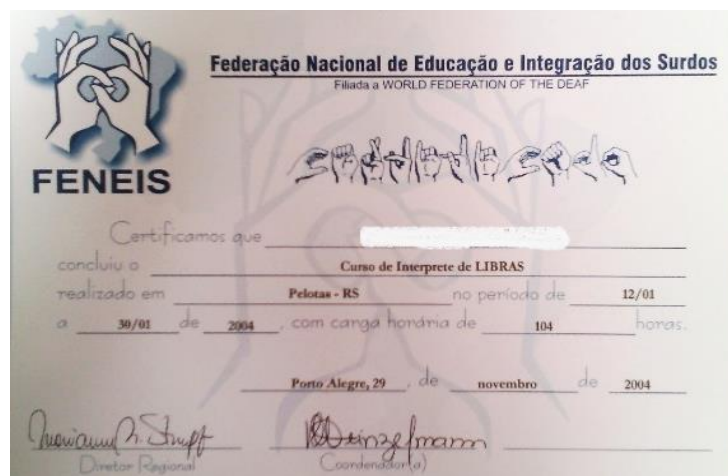 Federação Nacional de Educação e Integração dos Surdos
Filiada a WORLD FEDERATION OF THE DEAF
FENEIS
Certificamos que
concluiu o Curso de Interprete de LIBRAS
realizado em Pelotas - RS no período de 12/01
a 30/01 de 2004, com carga horária de 104 horas.
Porto Alegre, 29, de novembro de 2004
Diretor Regional Coordenador(a)